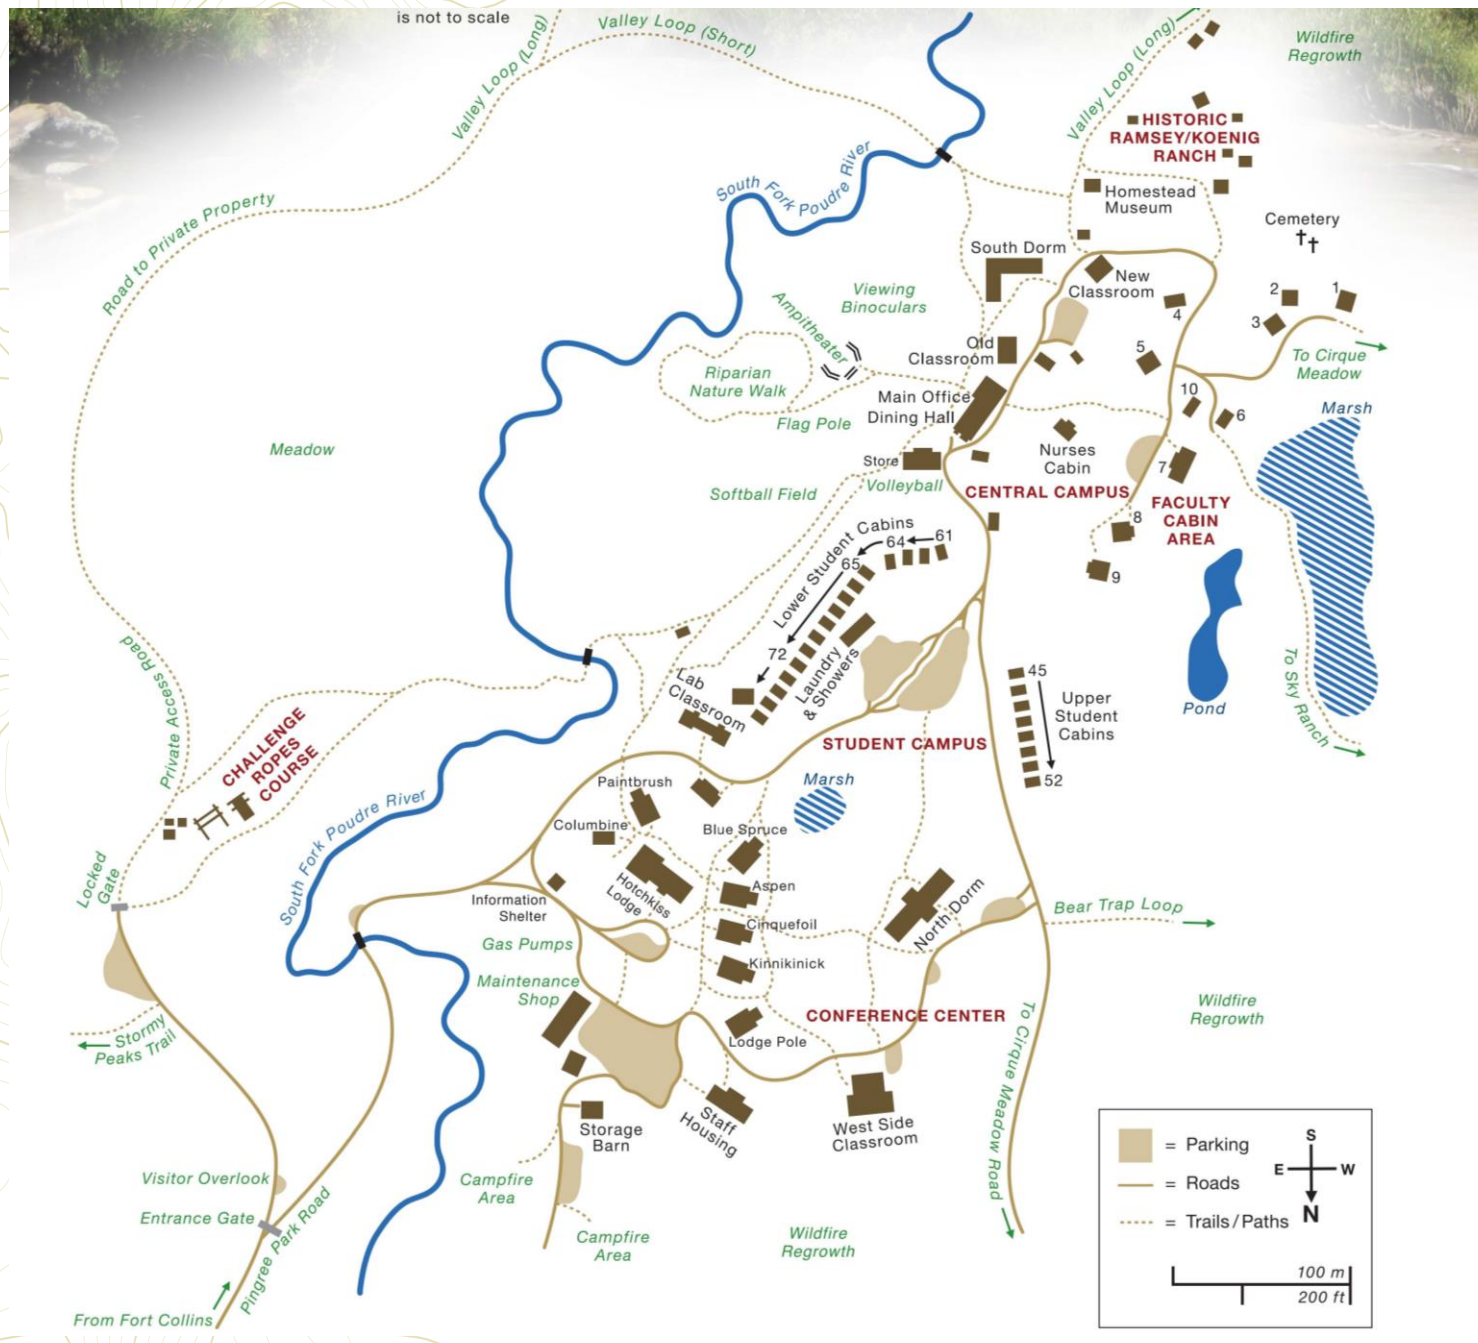 is not to scale
Valley Loop (Short)
Valley Loop (Long)
Valley Loop (Long)
Wildfire
Regrowth
HISTORIC
RAMSEY/KOENIG
RANCH
South Fork Poudre River
Road to Private Property
Homestead
Museum
Cemetery
South Dorm
New
Classroom
Viewing
Binoculars
Ampitheater
1
2
3
4
5
Old
Classroom
To Cirque
Meadow
Riparian
Nature Walk
Main Office
Dining Hall
10
6
Marsh
Flag Pole
Meadow
Nurses
Cabin
Store
7
Volleyball
Softball Field
CENTRAL CAMPUS
FACULTY
CABIN
AREA
8
9
Lower Student Cabins
61
64
65
72
Laundry
& Showers
Lab
Classroom
45
Upper
Student
Cabins
52
Pond
To Sky Ranch
Private Access Road
CHALLENGE
ROPES
COURSE
STUDENT CAMPUS
Marsh
Paintbrush
Columbine
Blue Spruce
South Fork Poudre River
Locked
Gate
Hotchkiss
Lodge
Aspen
Information
Shelter
Cinquefoil
North Dorm
Bear Trap Loop
Gas Pumps
Kinnikinick
Maintenance
Shop
CONFERENCE CENTER
Wildfire
Regrowth
Stormy
Peaks Trail
Lodge Pole
To Cirque Meadow Road
Staff
Housing
West Side
Classroom
Storage
Barn
Visitor Overlook
Campfire
Area
Entrance Gate
Pingree Park Road
Campfire
Area
Wildfire
Regrowth
From Fort Collins
= Parking
= Roads
= Trails/Paths
S
E W
N
100 m
200 ft